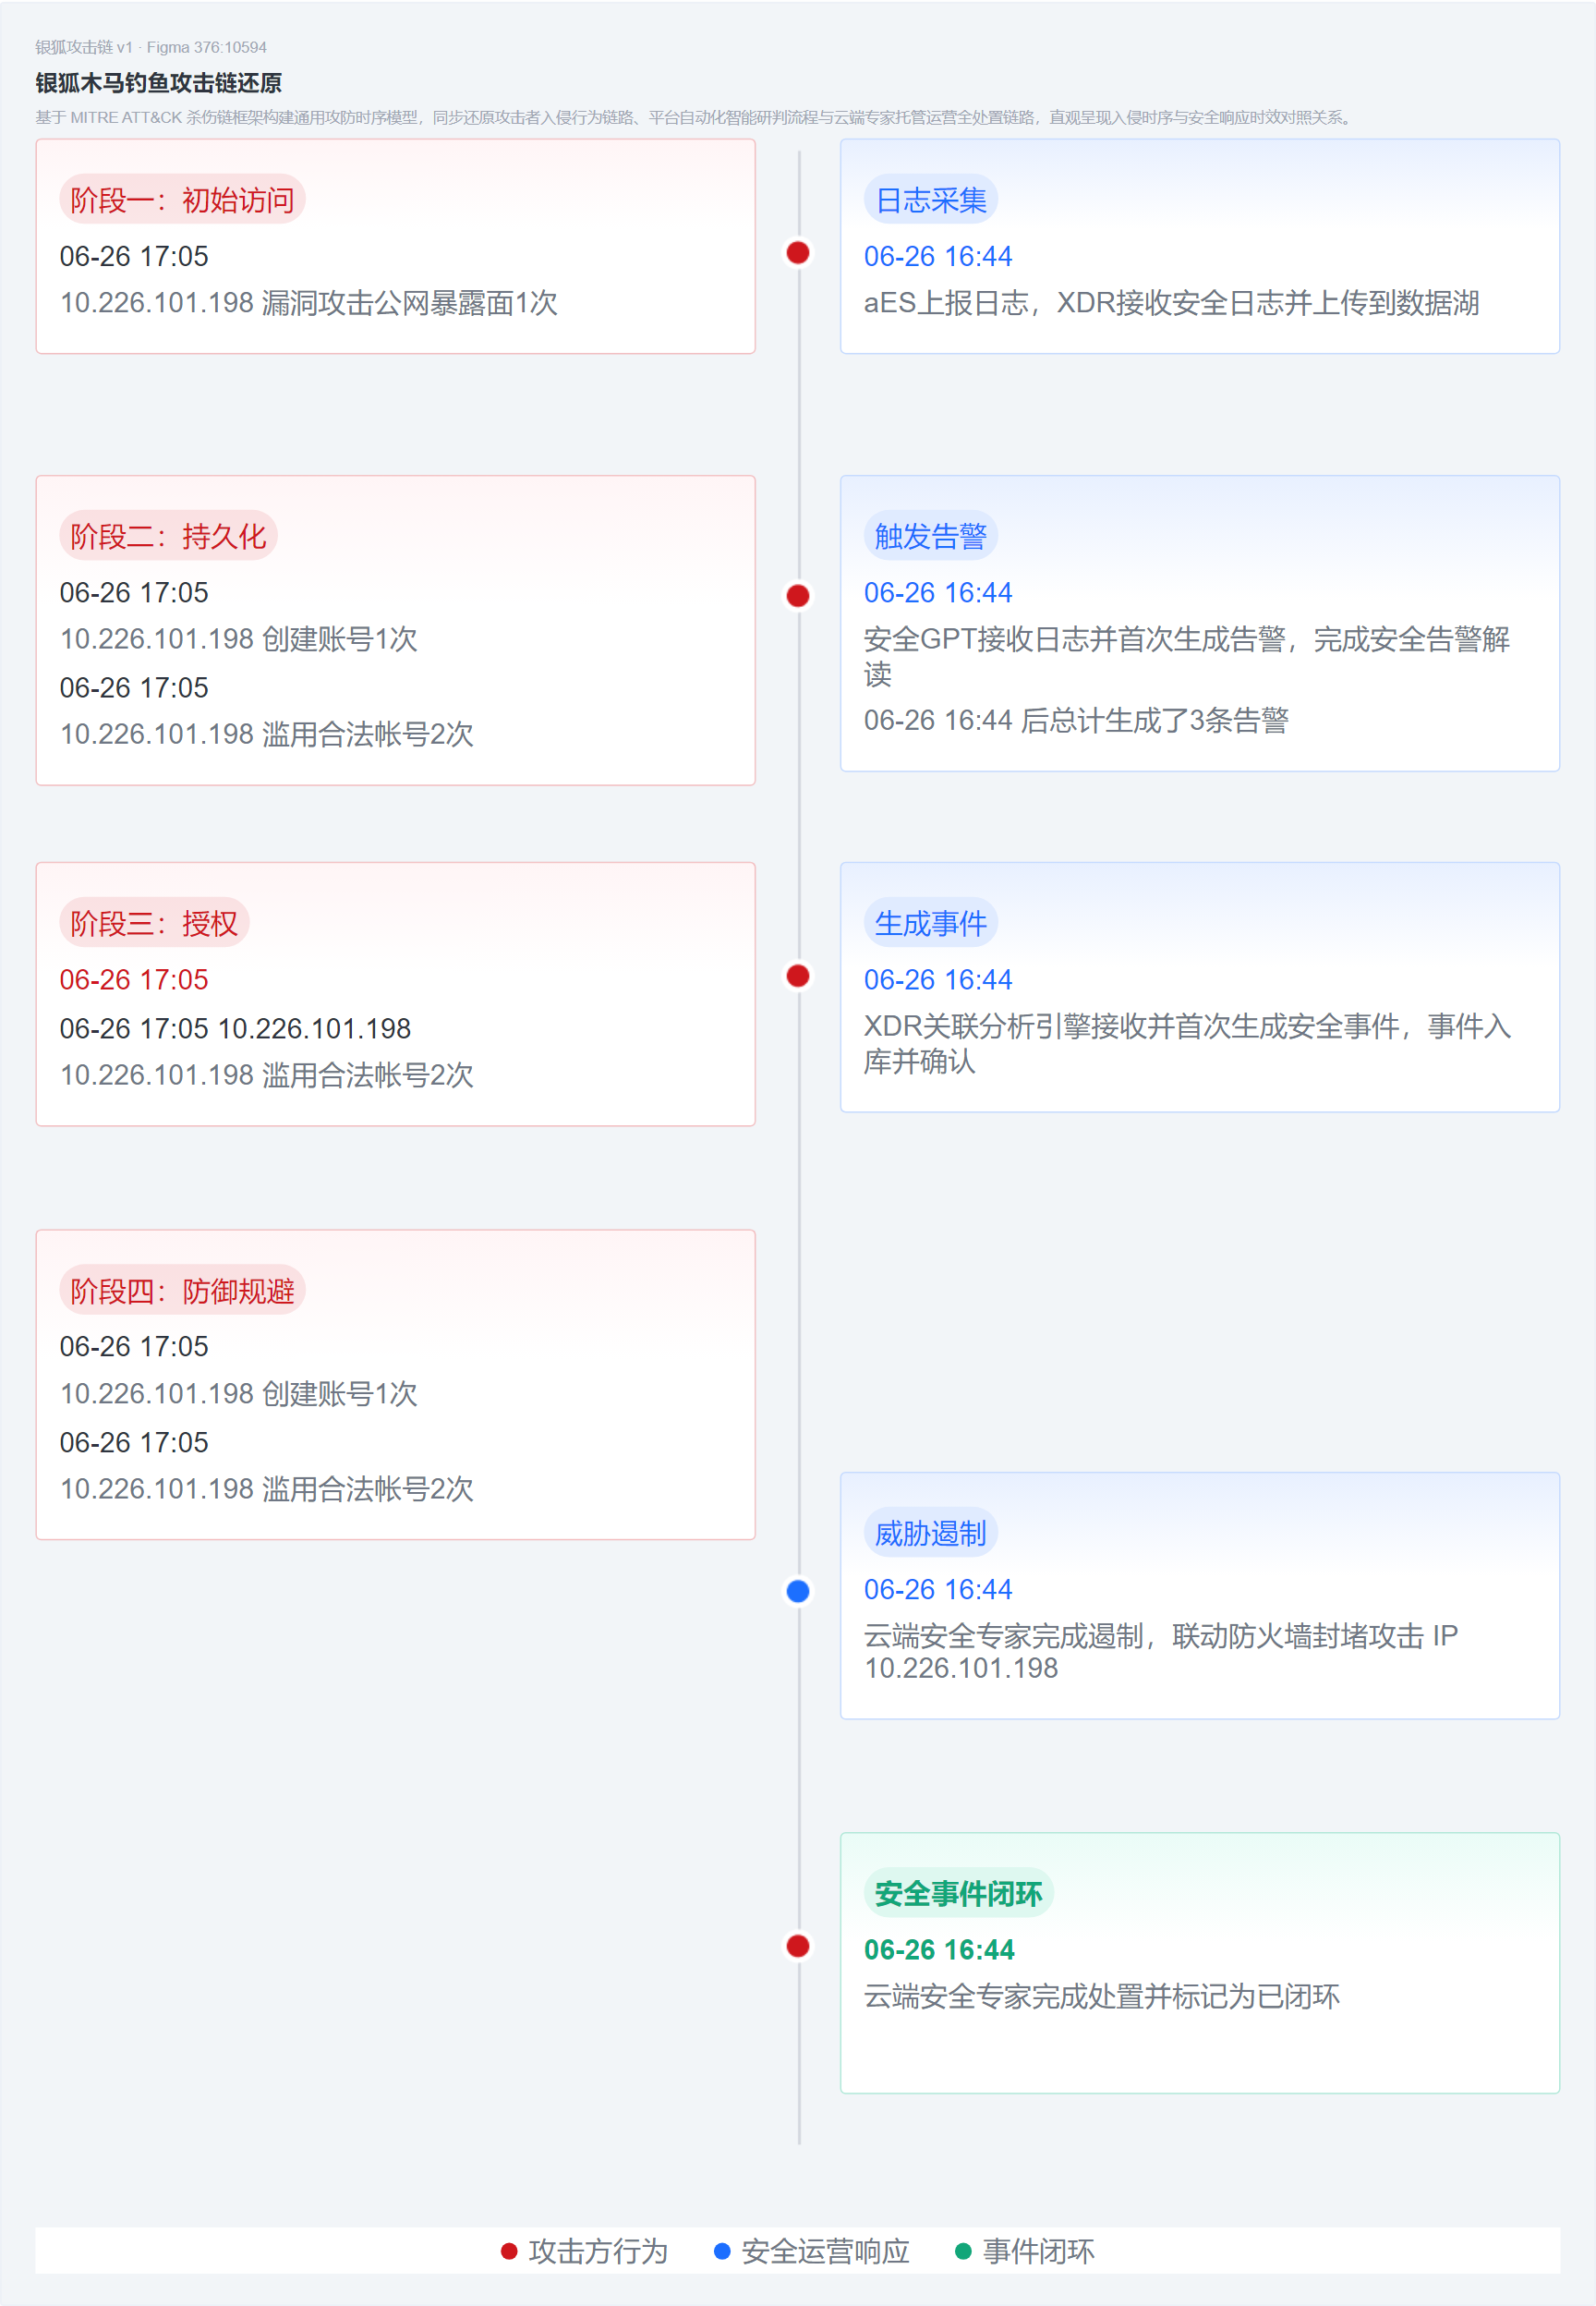 银狐攻击链 v1 · Figma 376:10594
银狐木马钓鱼攻击链还原
基于 MITRE ATT&CK 杀伤链框架构建通用攻防时序模型，同步还原攻击者入侵行为链路、平台自动化智能研判流程与云端专家托管运营全处置链路，直观呈现入侵时序与安全响应时效对照关系。
阶段一：初始访问
06-26 17:05
10.226.101.198 漏洞攻击公网暴露面1次
日志采集
06-26 16:44
aES上报日志，XDR接收安全日志并上传到数据湖
阶段二：持久化
06-26 17:05
10.226.101.198 创建账号1次
06-26 17:05
10.226.101.198 滥用合法帐号2次
触发告警
06-26 16:44
安全GPT接收日志并首次生成告警，完成安全告警解
读
06-26 16:44 后总计生成了3条告警
阶段三：授权
06-26 17:05
06-26 17:05 10.226.101.198
10.226.101.198 滥用合法帐号2次
生成事件
06-26 16:44
XDR关联分析引擎接收并首次生成安全事件，事件入
库并确认
阶段四：防御规避
06-26 17:05
10.226.101.198 创建账号1次
06-26 17:05
10.226.101.198 滥用合法帐号2次
威胁遏制
06-26 16:44
云端安全专家完成遏制，联动防火墙封堵攻击 IP
10.226.101.198
安全事件闭环
06-26 16:44
云端安全专家完成处置并标记为已闭环
攻击方行为 安全运营响应 事件闭环